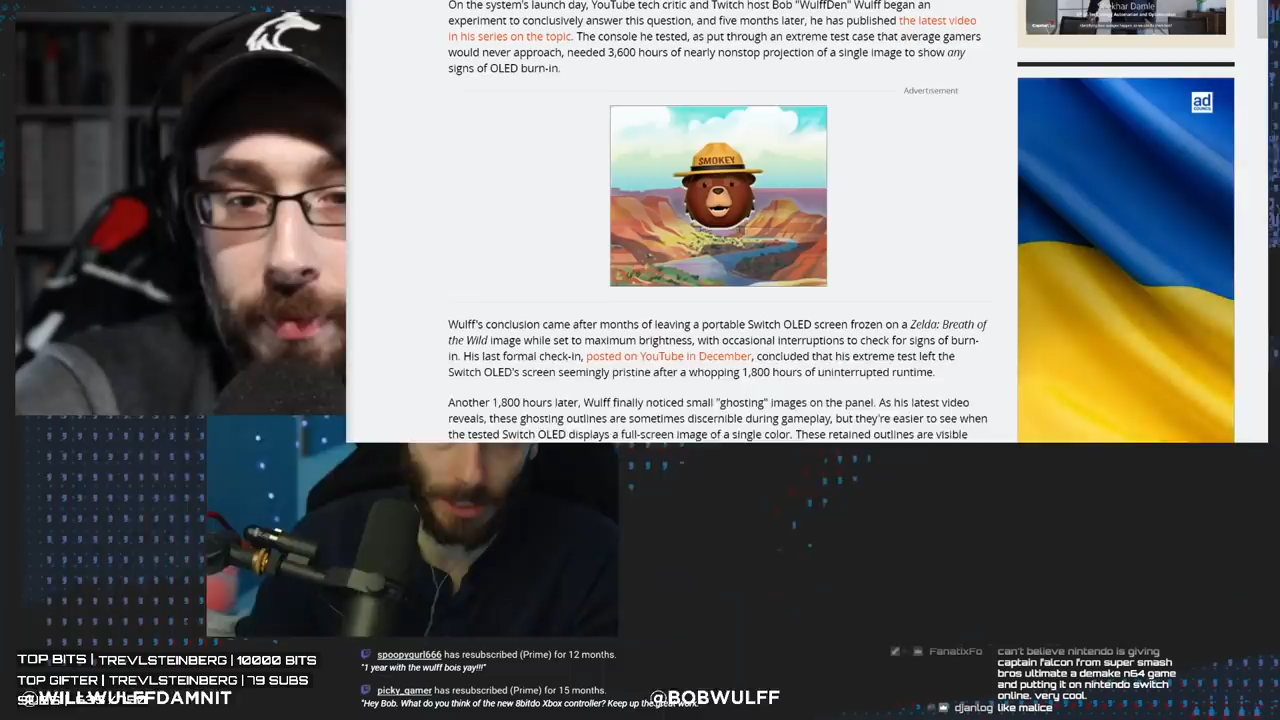 On the system's launch day, YouTube tech critic and Twitch host Bob "WulffDen" Wulff began an
experiment to conclusively answer this question, and five months later, he has published the latest video
in his series on the topic. The console he tested, as put through an extreme test case that average gamers
would never approach, needed 3,600 hours of nearly nonstop projection of a single image to show any
signs of OLED burn-in.
Advertisement
SMOKEY
Wulff's conclusion came after months of leaving a portable Switch OLED screen frozen on a Zelda: Breath of
the Wild image while set to maximum brightness, with occasional interruptions to check for signs of burn-
in. His last formal check-in, posted on YouTube in December, concluded that his extreme test left the
Switch OLED's screen seemingly pristine after a whopping 1,800 hours of uninterrupted runtime.
Another 1,800 hours later, Wulff finally noticed small "ghosting" images on the panel. As his latest video
reveals, these ghosting outlines are sometimes discernible during gameplay, but they're easier to see when
the tested Switch OLED displays a full-screen image of a single color. These retained outlines are visible
ad
COUNCIL
TOP BITS | TREVLSTEINBERG | 10000 BITS
TOP GIFTER | TREVLSTEINBERG | 79 SUBS
@WILLWULFFDAMNIT
spoopygurl666 has resubscribed (Prime) for 12 months.
"1 year with the wulff bois yay!!!"
picky_gamer has resubscribed (Prime) for 15 months.
"Hey Bob. What do you think of the new 8bitdo Xbox controller? Keep up the great work."
@BOBWULFF
FanatixFo can't believe nintendo is giving
captain falcon from super smash
bros ultimate a demake n64 game
and putting it on nintendo switch
online. very cool.
djanlog like malice